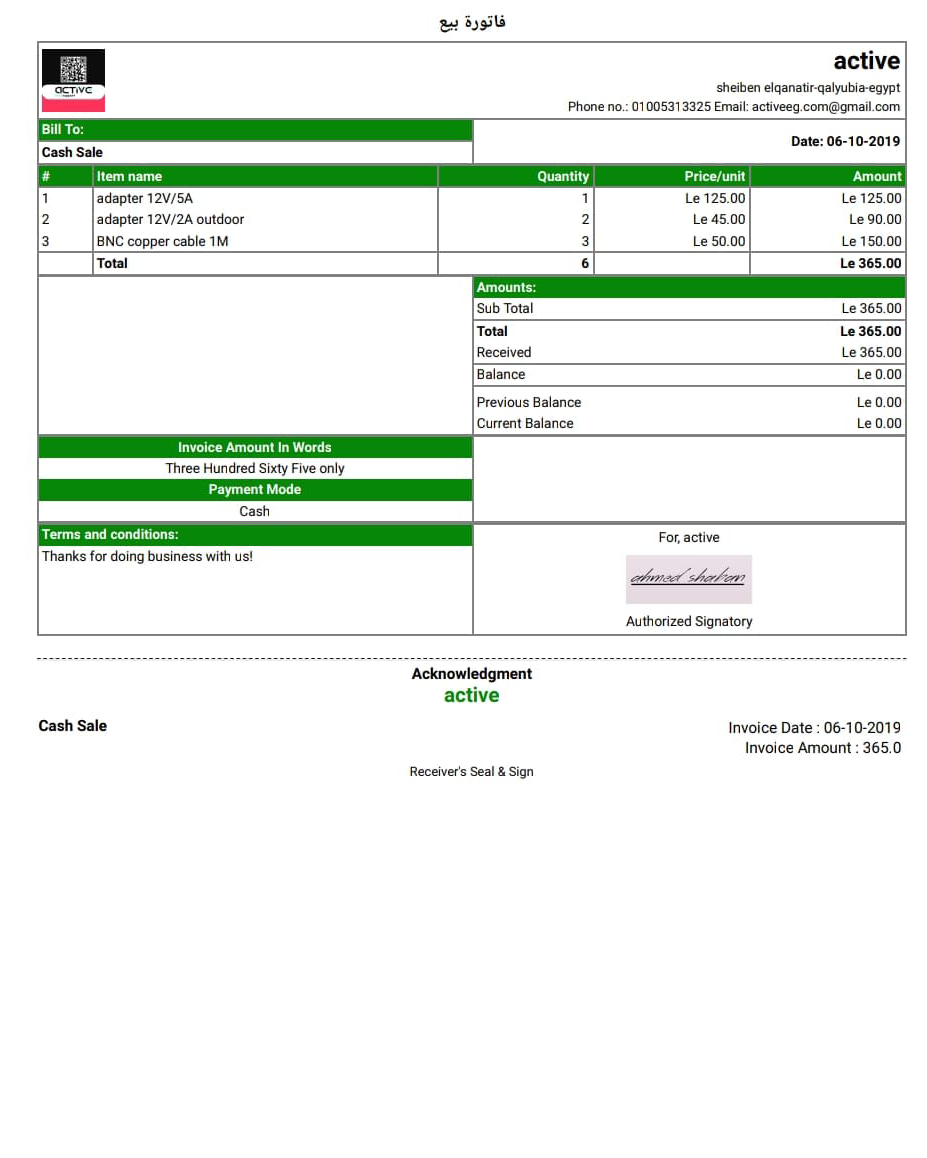 فاتورة بيع
ACTIVE
active
sheiben elqanatir-qalyubia-egypt
Phone no.: 01005313325 Email: activeeg.com@gmail.com
Bill To:
Cash Sale
Date: 06-10-2019
# Item name Quantity Price/unit Amount
1 adapter 12V/5A 1 Le 125.00 Le 125.00
2 adapter 12V/2A outdoor 2 Le 45.00 Le 90.00
3 BNC copper cable 1M 3 Le 50.00 Le 150.00
Total 6 Le 365.00
Amounts:
Sub Total Le 365.00
Total Le 365.00
Received Le 365.00
Balance Le 0.00
Previous Balance Le 0.00
Current Balance Le 0.00
Invoice Amount In Words
Three Hundred Sixty Five only
Payment Mode
Cash
Terms and conditions:
Thanks for doing business with us!
For, active
ahmed
Authorized Signatory
Acknowledgment
active
Cash Sale
Invoice Date : 06-10-2019
Invoice Amount : 365.0
Receiver's Seal & Sign